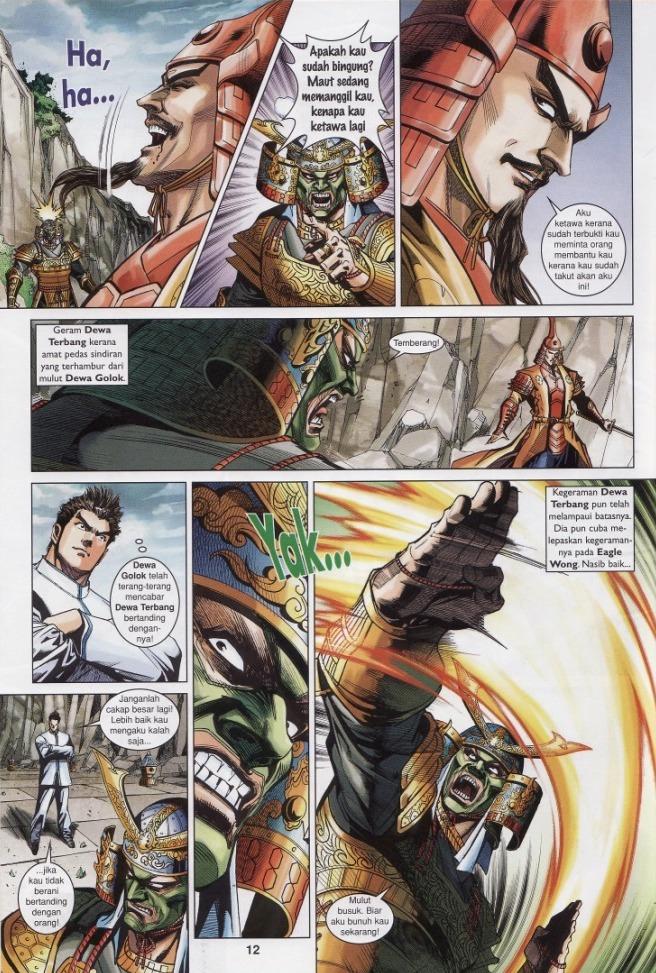 Ha,
ha...
Apakah kau
sudah bingung?
Maut sedang
memanggil kau,
kenapa kau
ketawa lagi
Aku
ketawa kerana
sudah terbukti kau
meminta orang
membantu kau
kerana kau sudah
takut akan aku
ini!
Geram Dewa
Terbang kerana
amat pedas sindiran
yang terhambur dari
mulut Dewa Golok.
Temberang!
Dewa
Golok telah
terang-terang
mencabar
Dewa Terbang
bertanding
dengan-
nya!
Janganlah
cakap besar lagi!
Lebih baik kau
mengaku kalah
saja...
...jika
kau tidak
berani
bertanding
dengan
orang!
Yak...
Kegeraman Dewa
Terbang pun telah
melampaui batasnya.
Dia pun cuba me-
lepaskan kegeraman-
nya pada Eagle
Wong. Nasib baik...
Mulut
busuk. Biar
aku bunuh kau
sekarang!
12